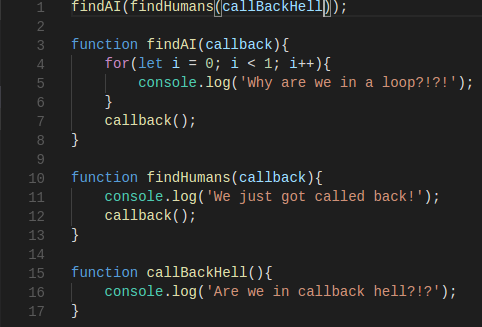 1 findAI(findHumans(callBackHell));
2
3 function findAI(callback){
4 for(let i = 0; i < 1; i++){
5 console.log('Why are we in a loop?!?!');
6 }
7 callback();
8 }
9
10 function findHumans(callback){
11 console.log('We just got called back!');
12 callback();
13 }
14
15 function callBackHell(){
16 console.log('Are we in callback hell?!?');
17 }